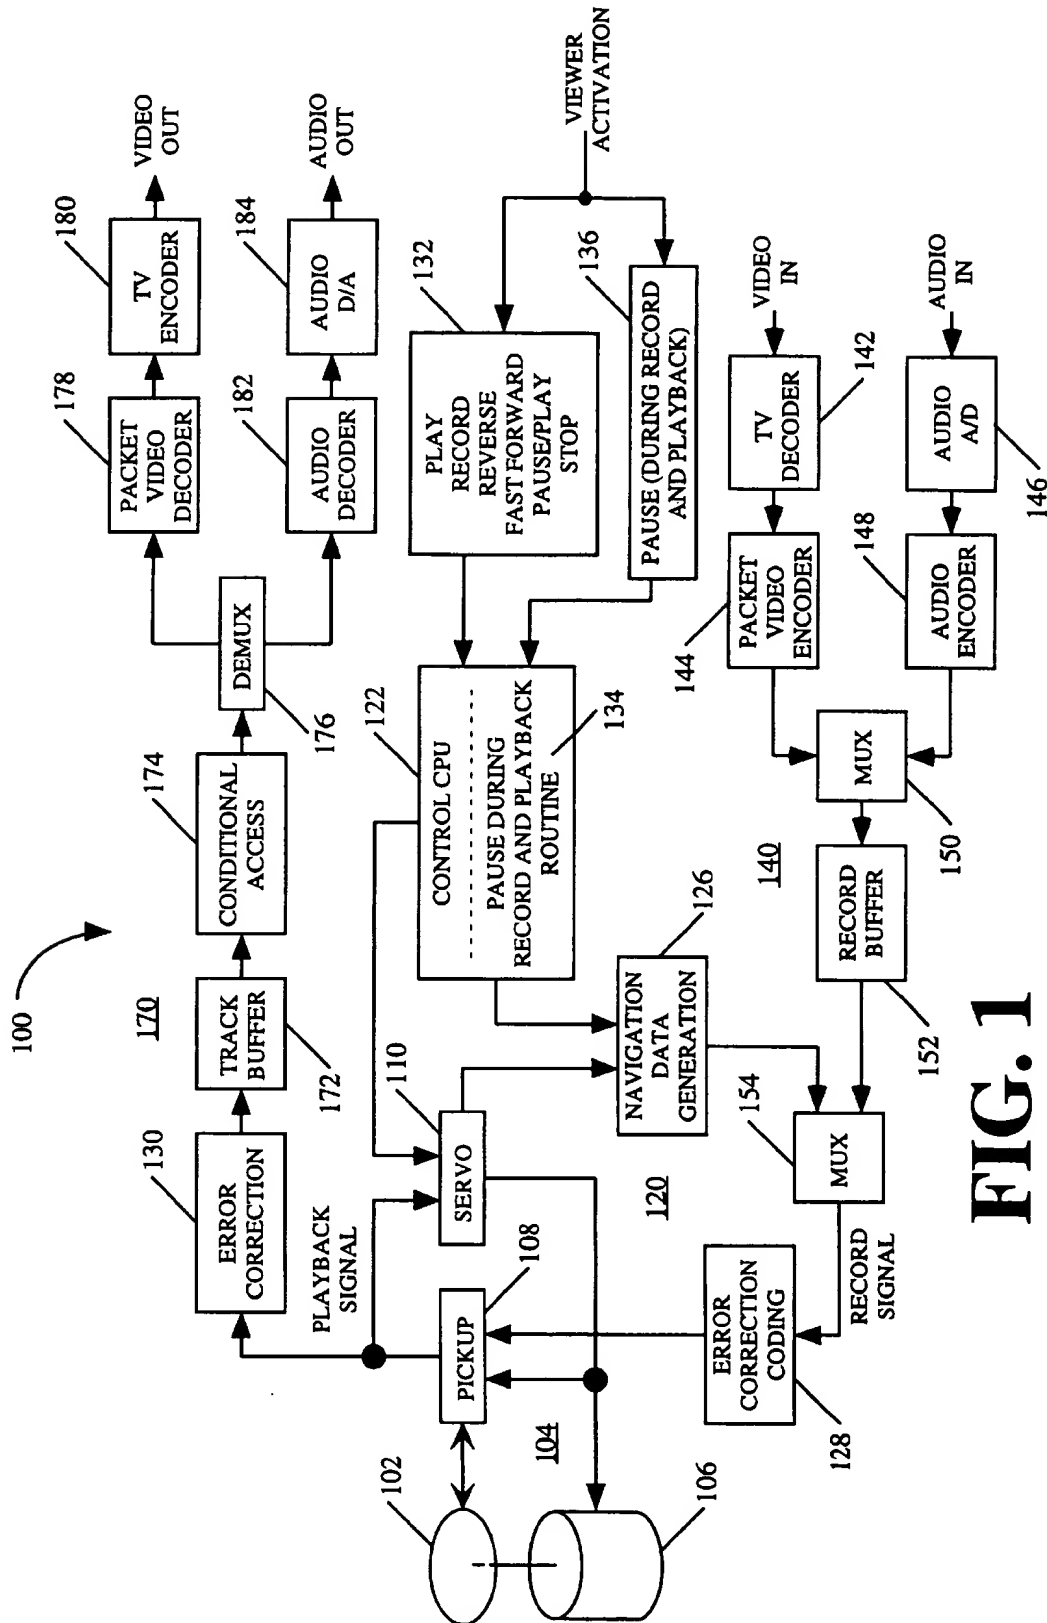 100
130
ERROR
CORRECTION
170
TRACK
BUFFER
172
174
CONDITIONAL
ACCESS
176
DEMUX
178
PACKET
VIDEO
DECODER
180
TV
ENCODER
VIDEO
OUT
182
AUDIO
DECODER
184
AUDIO
D/A
AUDIO
OUT
PLAYBACK
SIGNAL
102
108
PICKUP
110
SERVO
122
CONTROL CPU
PAUSE DURING
RECORD AND PLAYBACK
ROUTINE
134
132
PLAY
RECORD
REVERSE
FAST FORWARD
PAUSE/PLAY
STOP
136
PAUSE (DURING RECORD
AND PLAYBACK)
VIEWER
ACTIVATION
104
106
120
126
NAVIGATION
DATA
GENERATION
128
ERROR
CORRECTION
CODING
RECORD
SIGNAL
154
MUX
140
152
RECORD
BUFFER
150
MUX
144
PACKET
VIDEO
ENCODER
142
TV
DECODER
VIDEO
IN
148
AUDIO
ENCODER
146
AUDIO
A/D
AUDIO
IN
FIG. 1